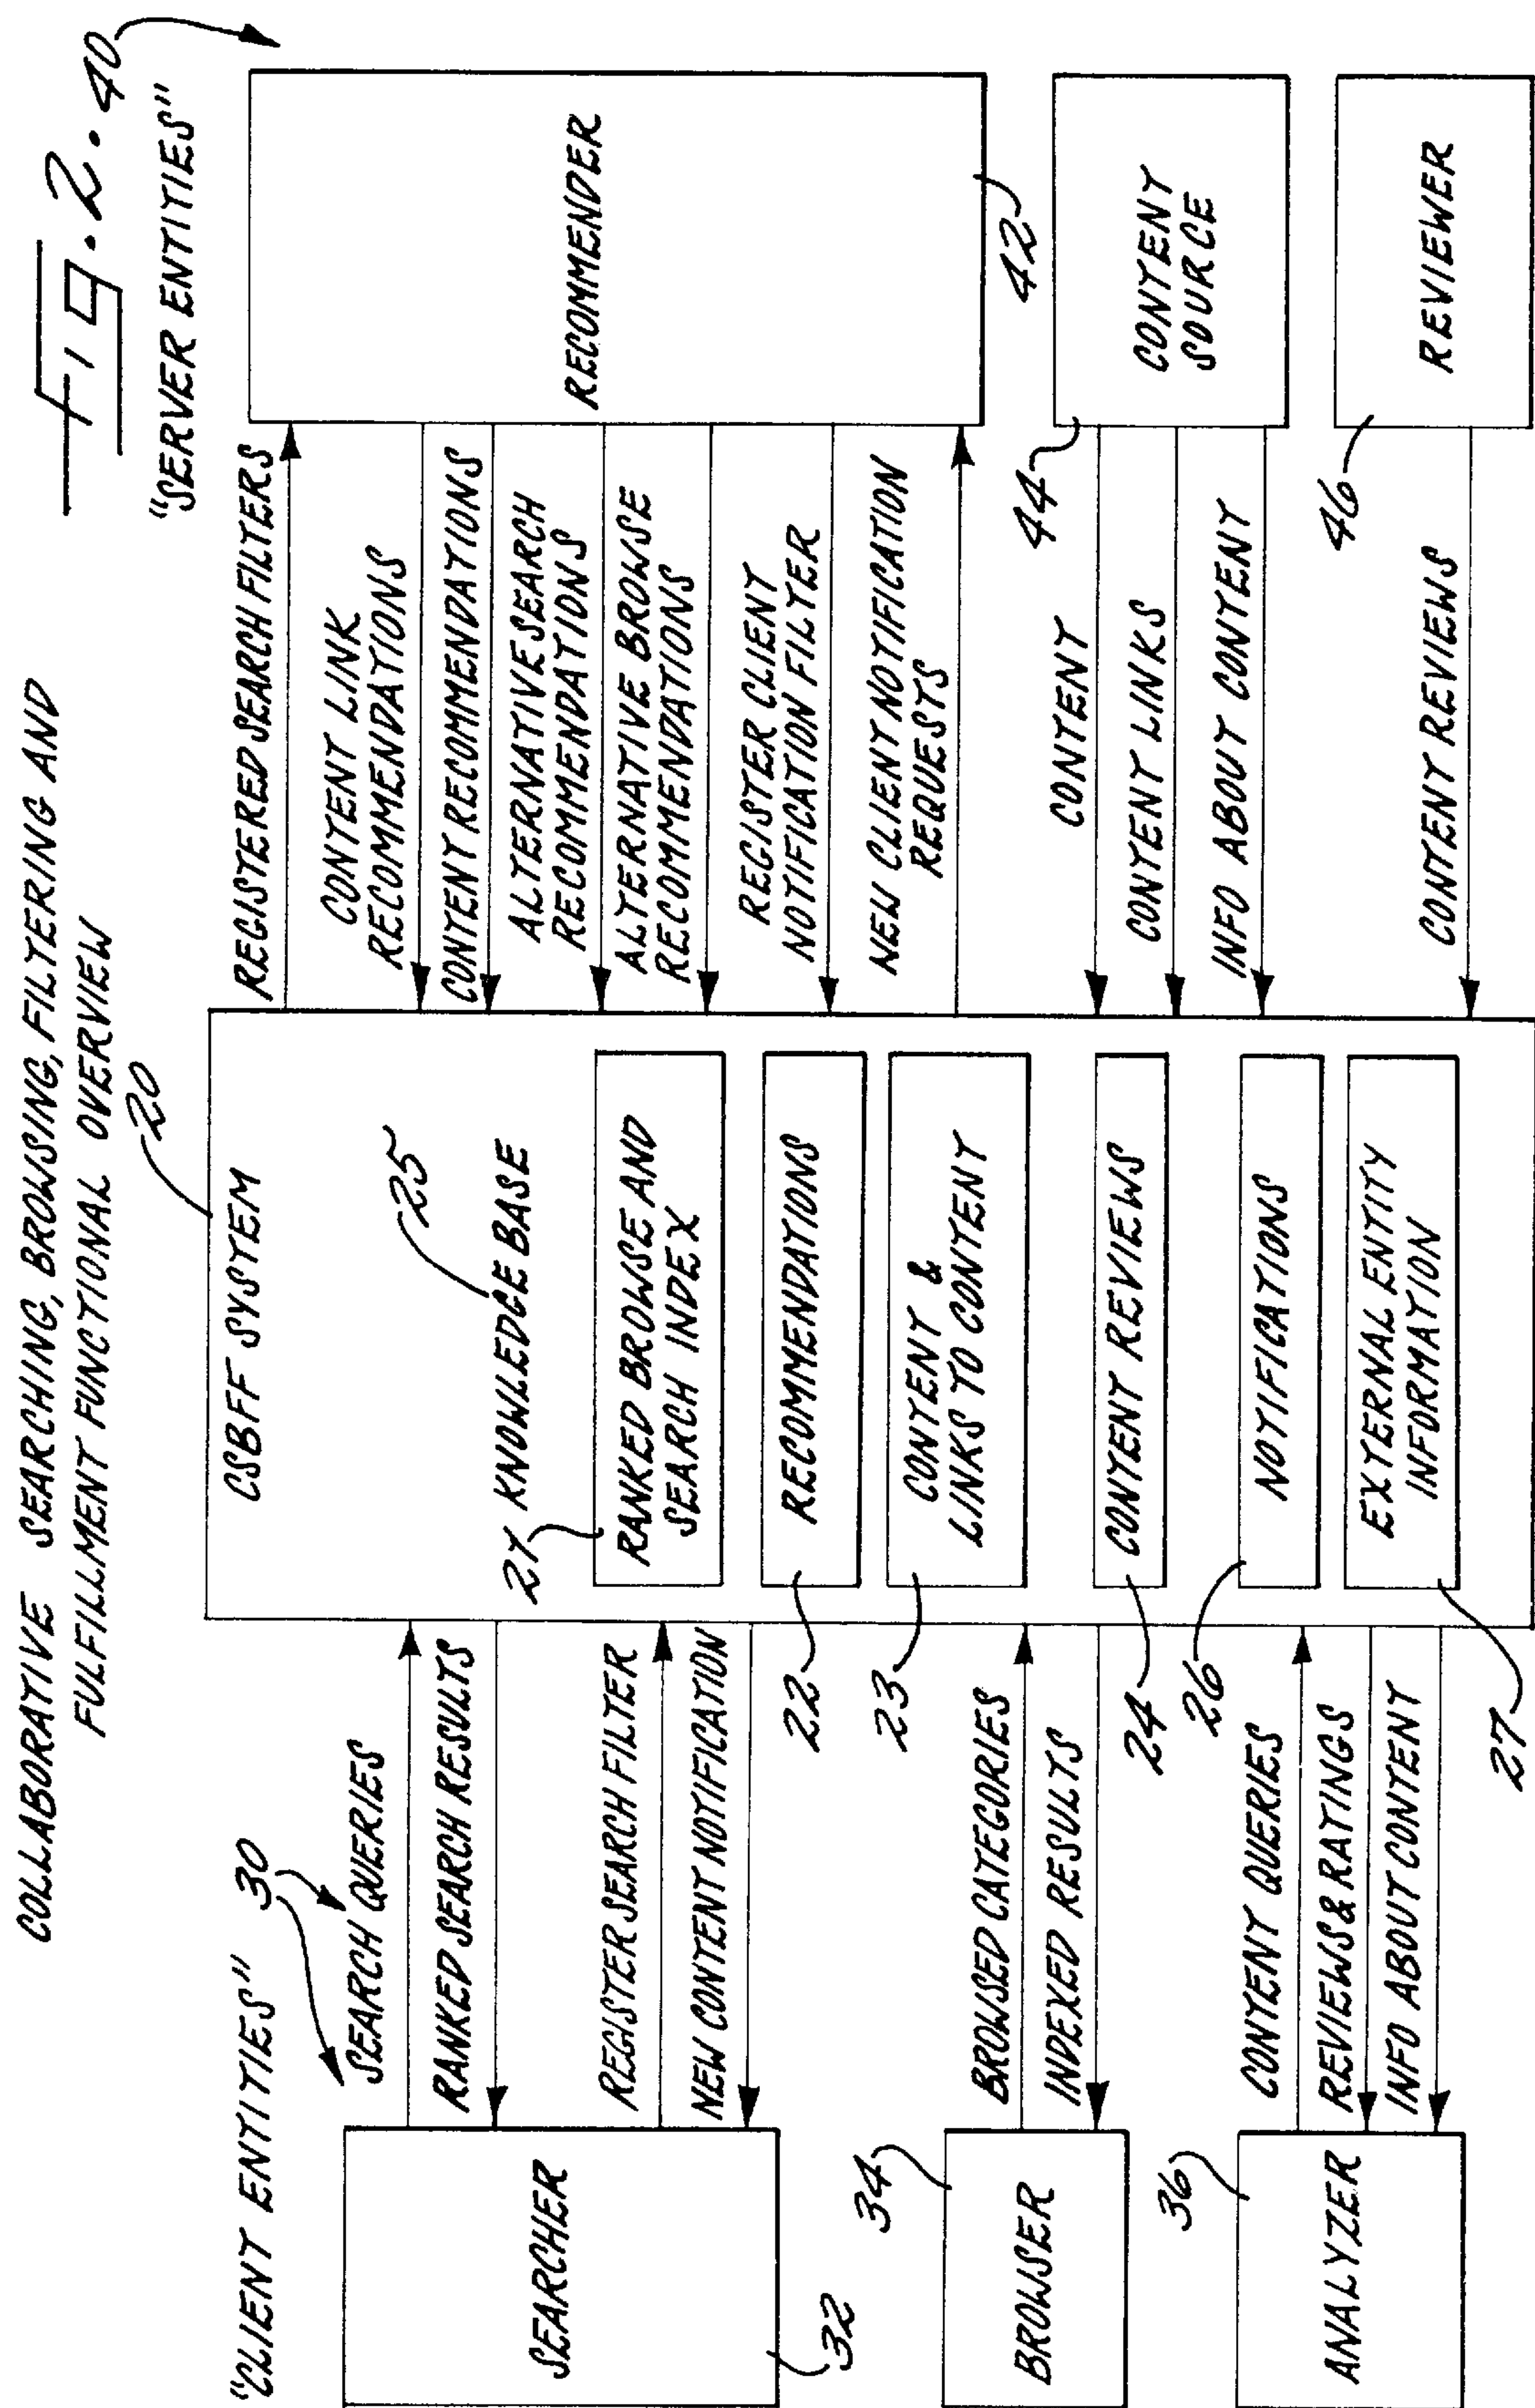 COLLABORATIVE SEARCHING, BROWSING, FILTERING AND
FULFILLMENT FUNCTIONAL OVERVIEW
Fig. 2.
"CLIENT ENTITIES"
30
"SERVER ENTITIES"
40
20
CSBFF SYSTEM
25
KNOWLEDGE BASE
21
RANKED BROWSE AND
SEARCH INDEX
RECOMMENDATIONS
22
CONTENT &
LINKS TO CONTENT
23
CONTENT REVIEWS
24
NOTIFICATIONS
26
EXTERNAL ENTITY
INFORMATION
27
SEARCHER
32
SEARCH QUERIES
RANKED SEARCH RESULTS
REGISTER SEARCH FILTER
NEW CONTENT NOTIFICATION
34
BROWSER
BROWSED CATEGORIES
INDEXED RESULTS
36
ANALYZER
CONTENT QUERIES
REVIEWS & RATINGS
INFO ABOUT CONTENT
REGISTERED SEARCH FILTERS
CONTENT LINK
RECOMMENDATIONS
CONTENT RECOMMENDATIONS
ALTERNATIVE SEARCH
RECOMMENDATIONS
ALTERNATIVE BROWSE
RECOMMENDATIONS
REGISTER CLIENT
NOTIFICATION FILTER
NEW CLIENT NOTIFICATION
REQUESTS
RECOMMENDER
42
CONTENT
CONTENT LINKS
INFO ABOUT CONTENT
44
CONTENT
SOURCE
CONTENT REVIEWS
46
REVIEWER